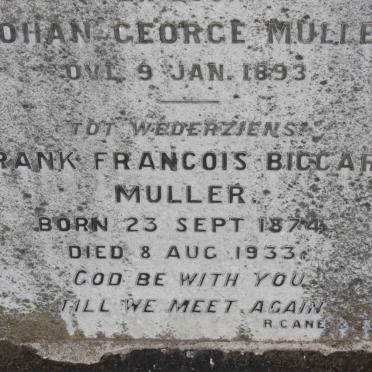 OHAN GEORGE MULLE
OVL 9 JAN. 1893
TOT WEDERZIENS
RANK FRANCOIS BICCAR
MULLER.
BORN 23 SEPT 1874
DIED 8 AUG 1933.
GOD BE WITH YOU
TILL WE MEET AGAIN
R. CANE &